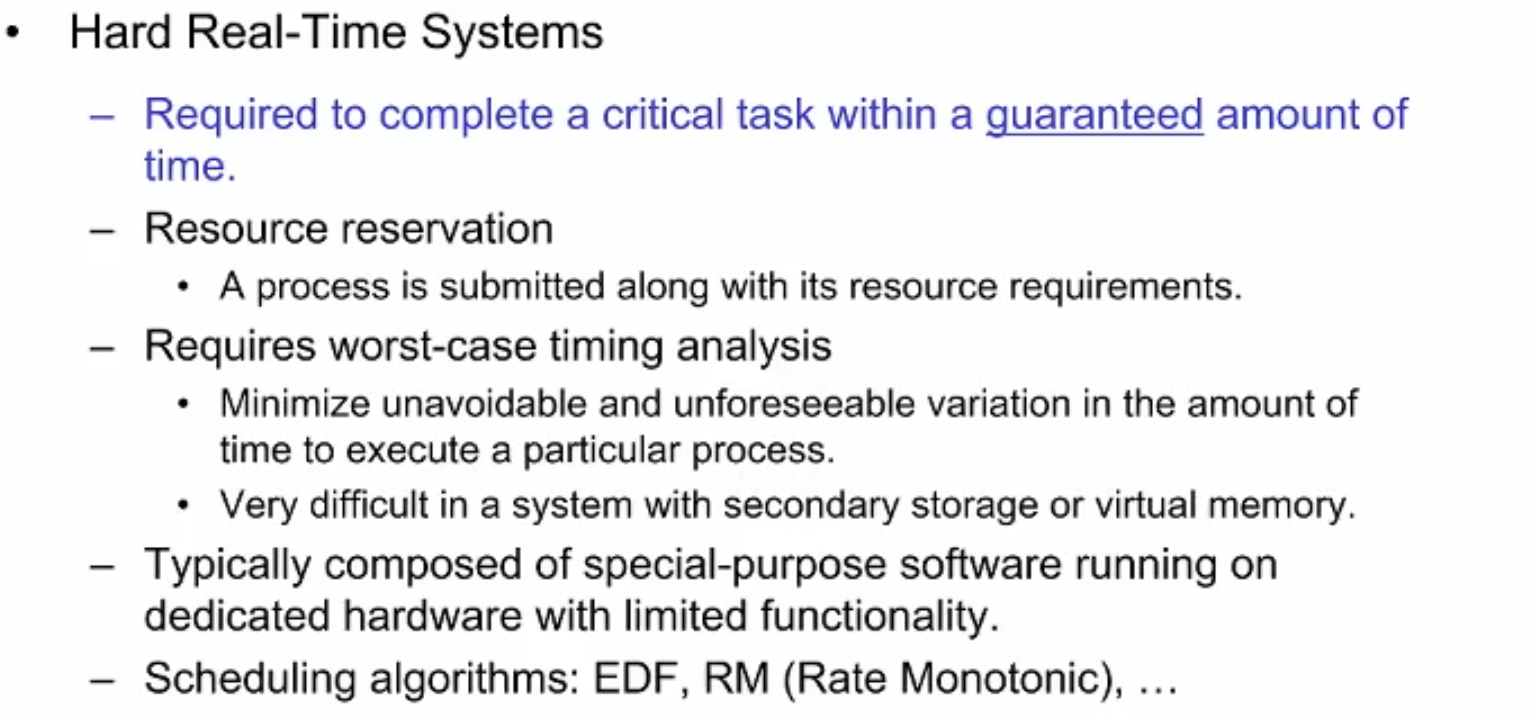 • Hard Real-Time Systems
– Required to complete a critical task within a guaranteed amount of
time.
– Resource reservation
• A process is submitted along with its resource requirements.
– Requires worst-case timing analysis
• Minimize unavoidable and unforeseeable variation in the amount of
time to execute a particular process.
• Very difficult in a system with secondary storage or virtual memory.
– Typically composed of special-purpose software running on
dedicated hardware with limited functionality.
– Scheduling algorithms: EDF, RM (Rate Monotonic), …